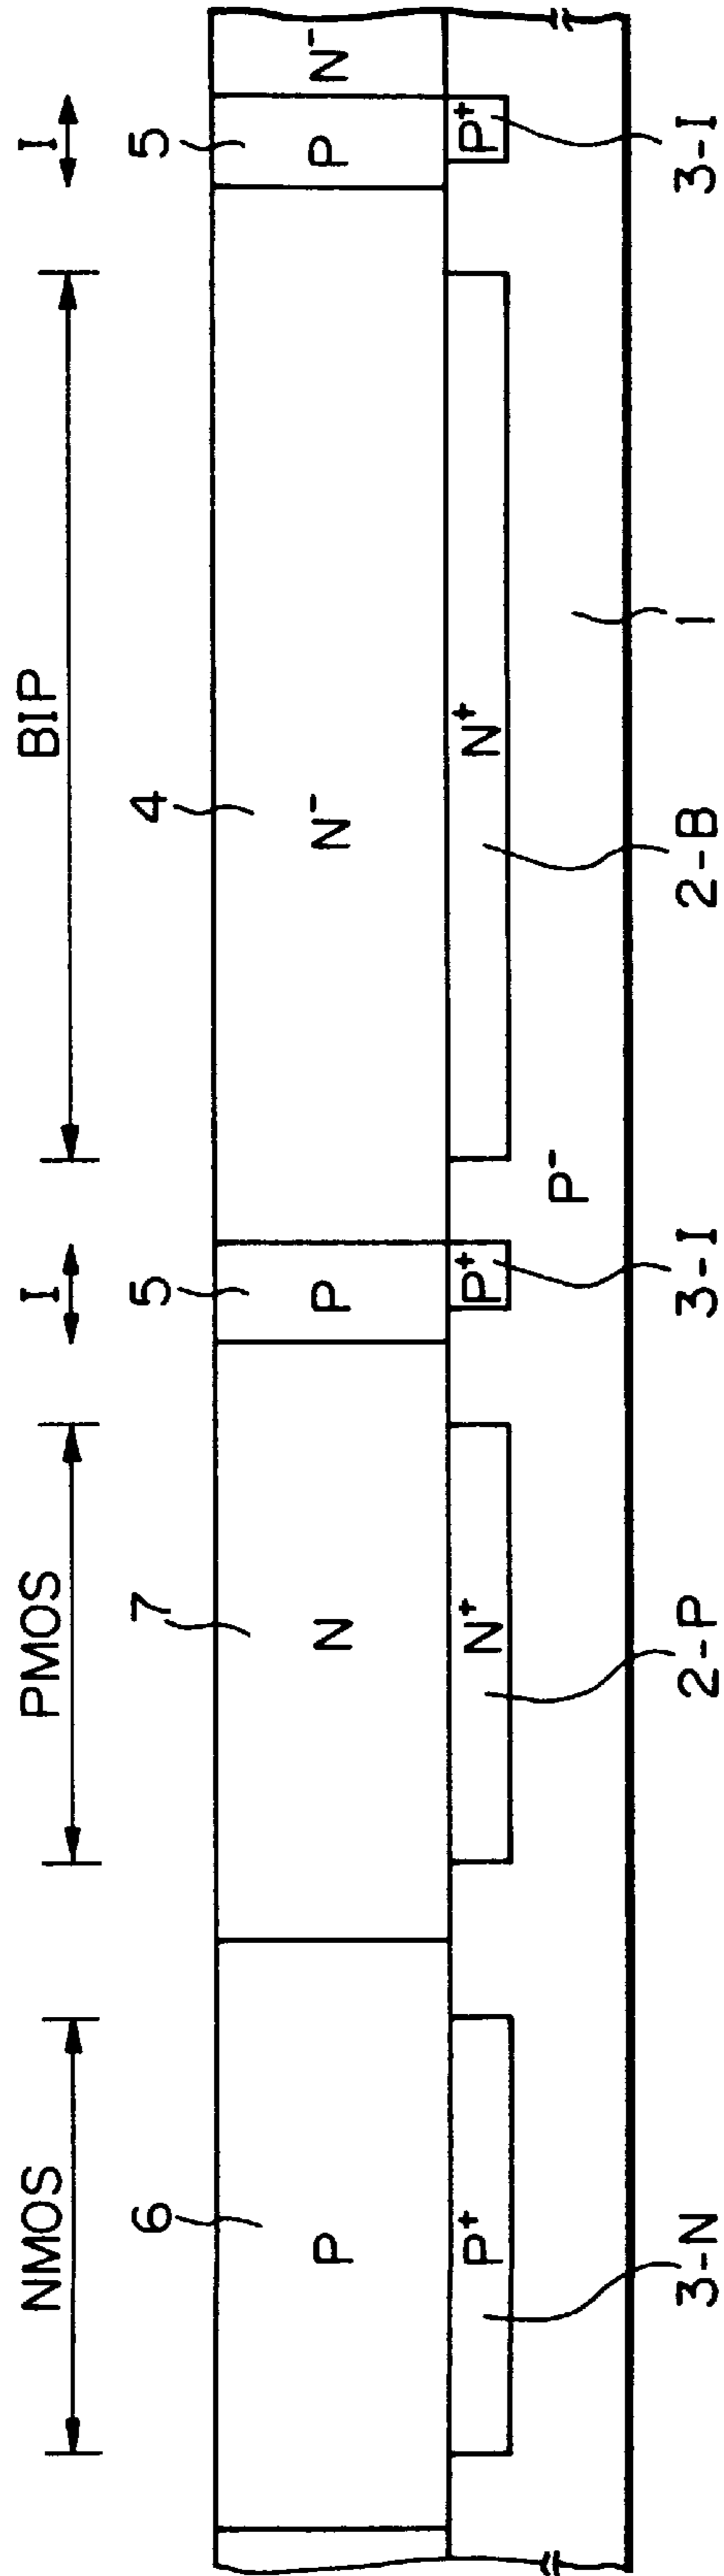 NMOS PMOS I BIP I
6 7 5 4 5
P N P N⁻ P N⁻
P⁺ N⁺ P⁺ N⁺ P⁺
P⁻
3-N 2-P 3-I 2-B 1 3-I